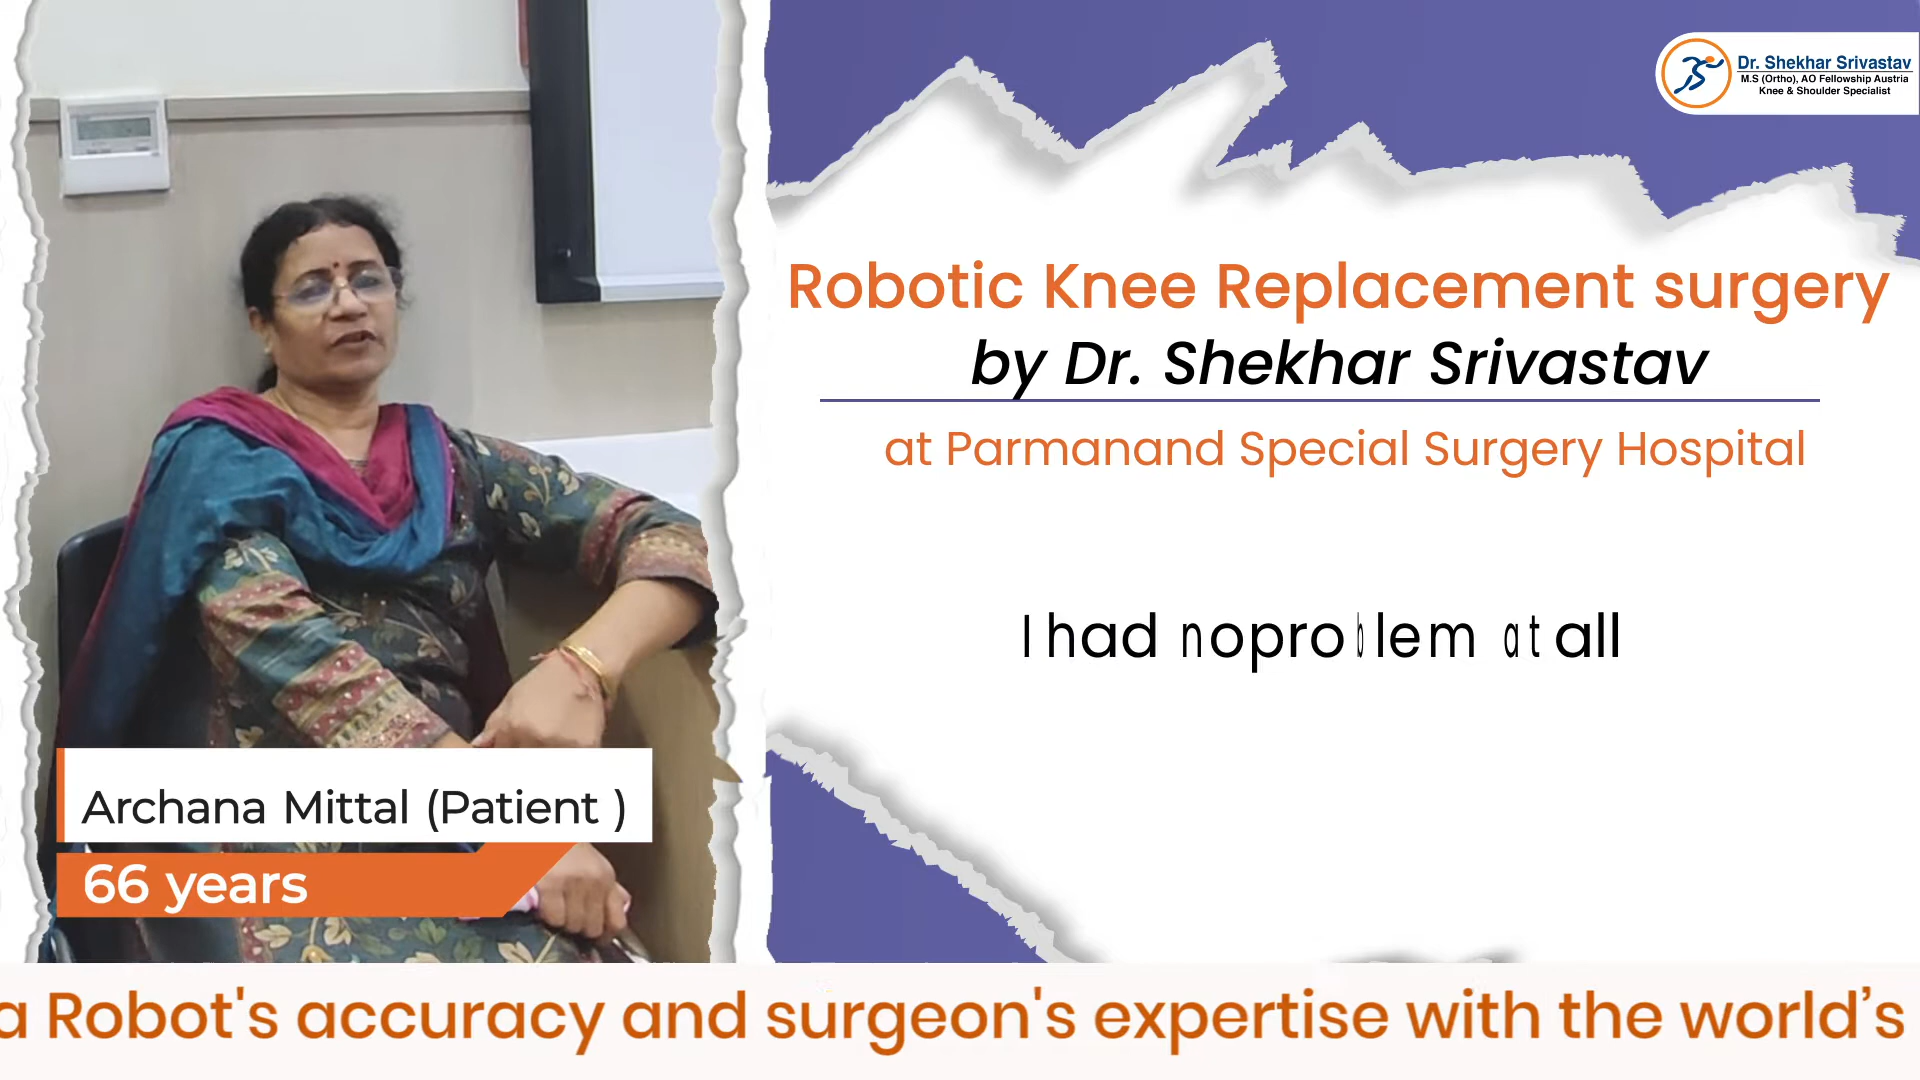 Dr. Shekhar Srivastav
M.S (Ortho), AO Fellowship Austria
Knee & Shoulder Specialist
Robotic Knee Replacement surgery
by Dr. Shekhar Srivastav
at Parmanand Special Surgery Hospital
I had noproblem at all
Archana Mittal (Patient )
66 years
a Robot's accuracy and surgeon's expertise with the world’s